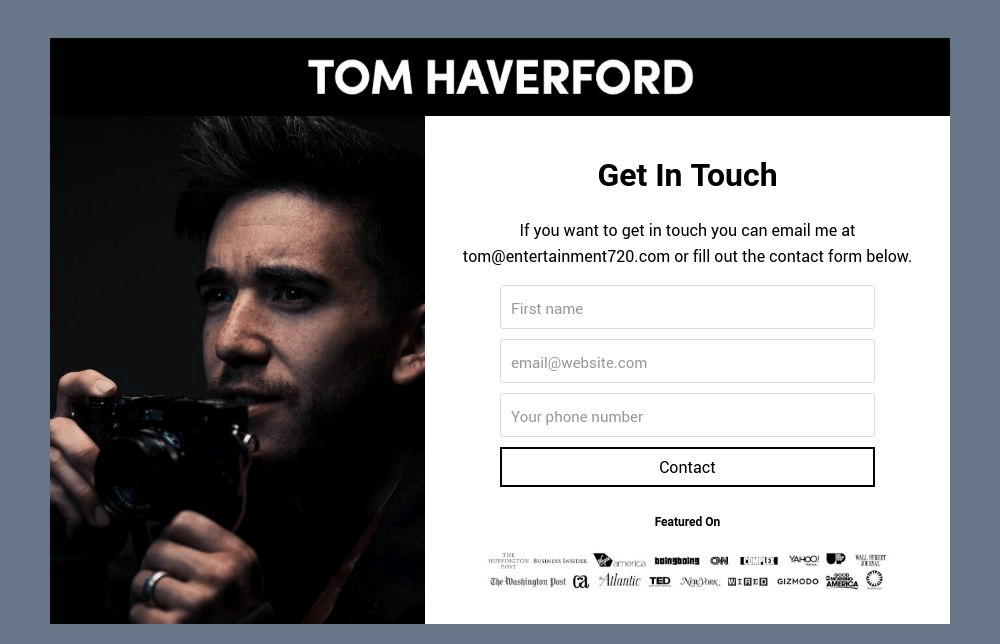 TOM HAVERFORD
Get In Touch
If you want to get in touch you can email me at
tom@entertainment720.com or fill out the contact form below.
First name
email@website.com
Your phone number
Contact
Featured On
THE HUFFINGTON POST BUSINESS INSIDER america boingboing CNN COMPLEX YAHOO! News UP WALL STREET JOURNAL
The Washington Post ca The Atlantic TED NEW YORK WIRED GIZMODO GOOD MORNING AMERICA